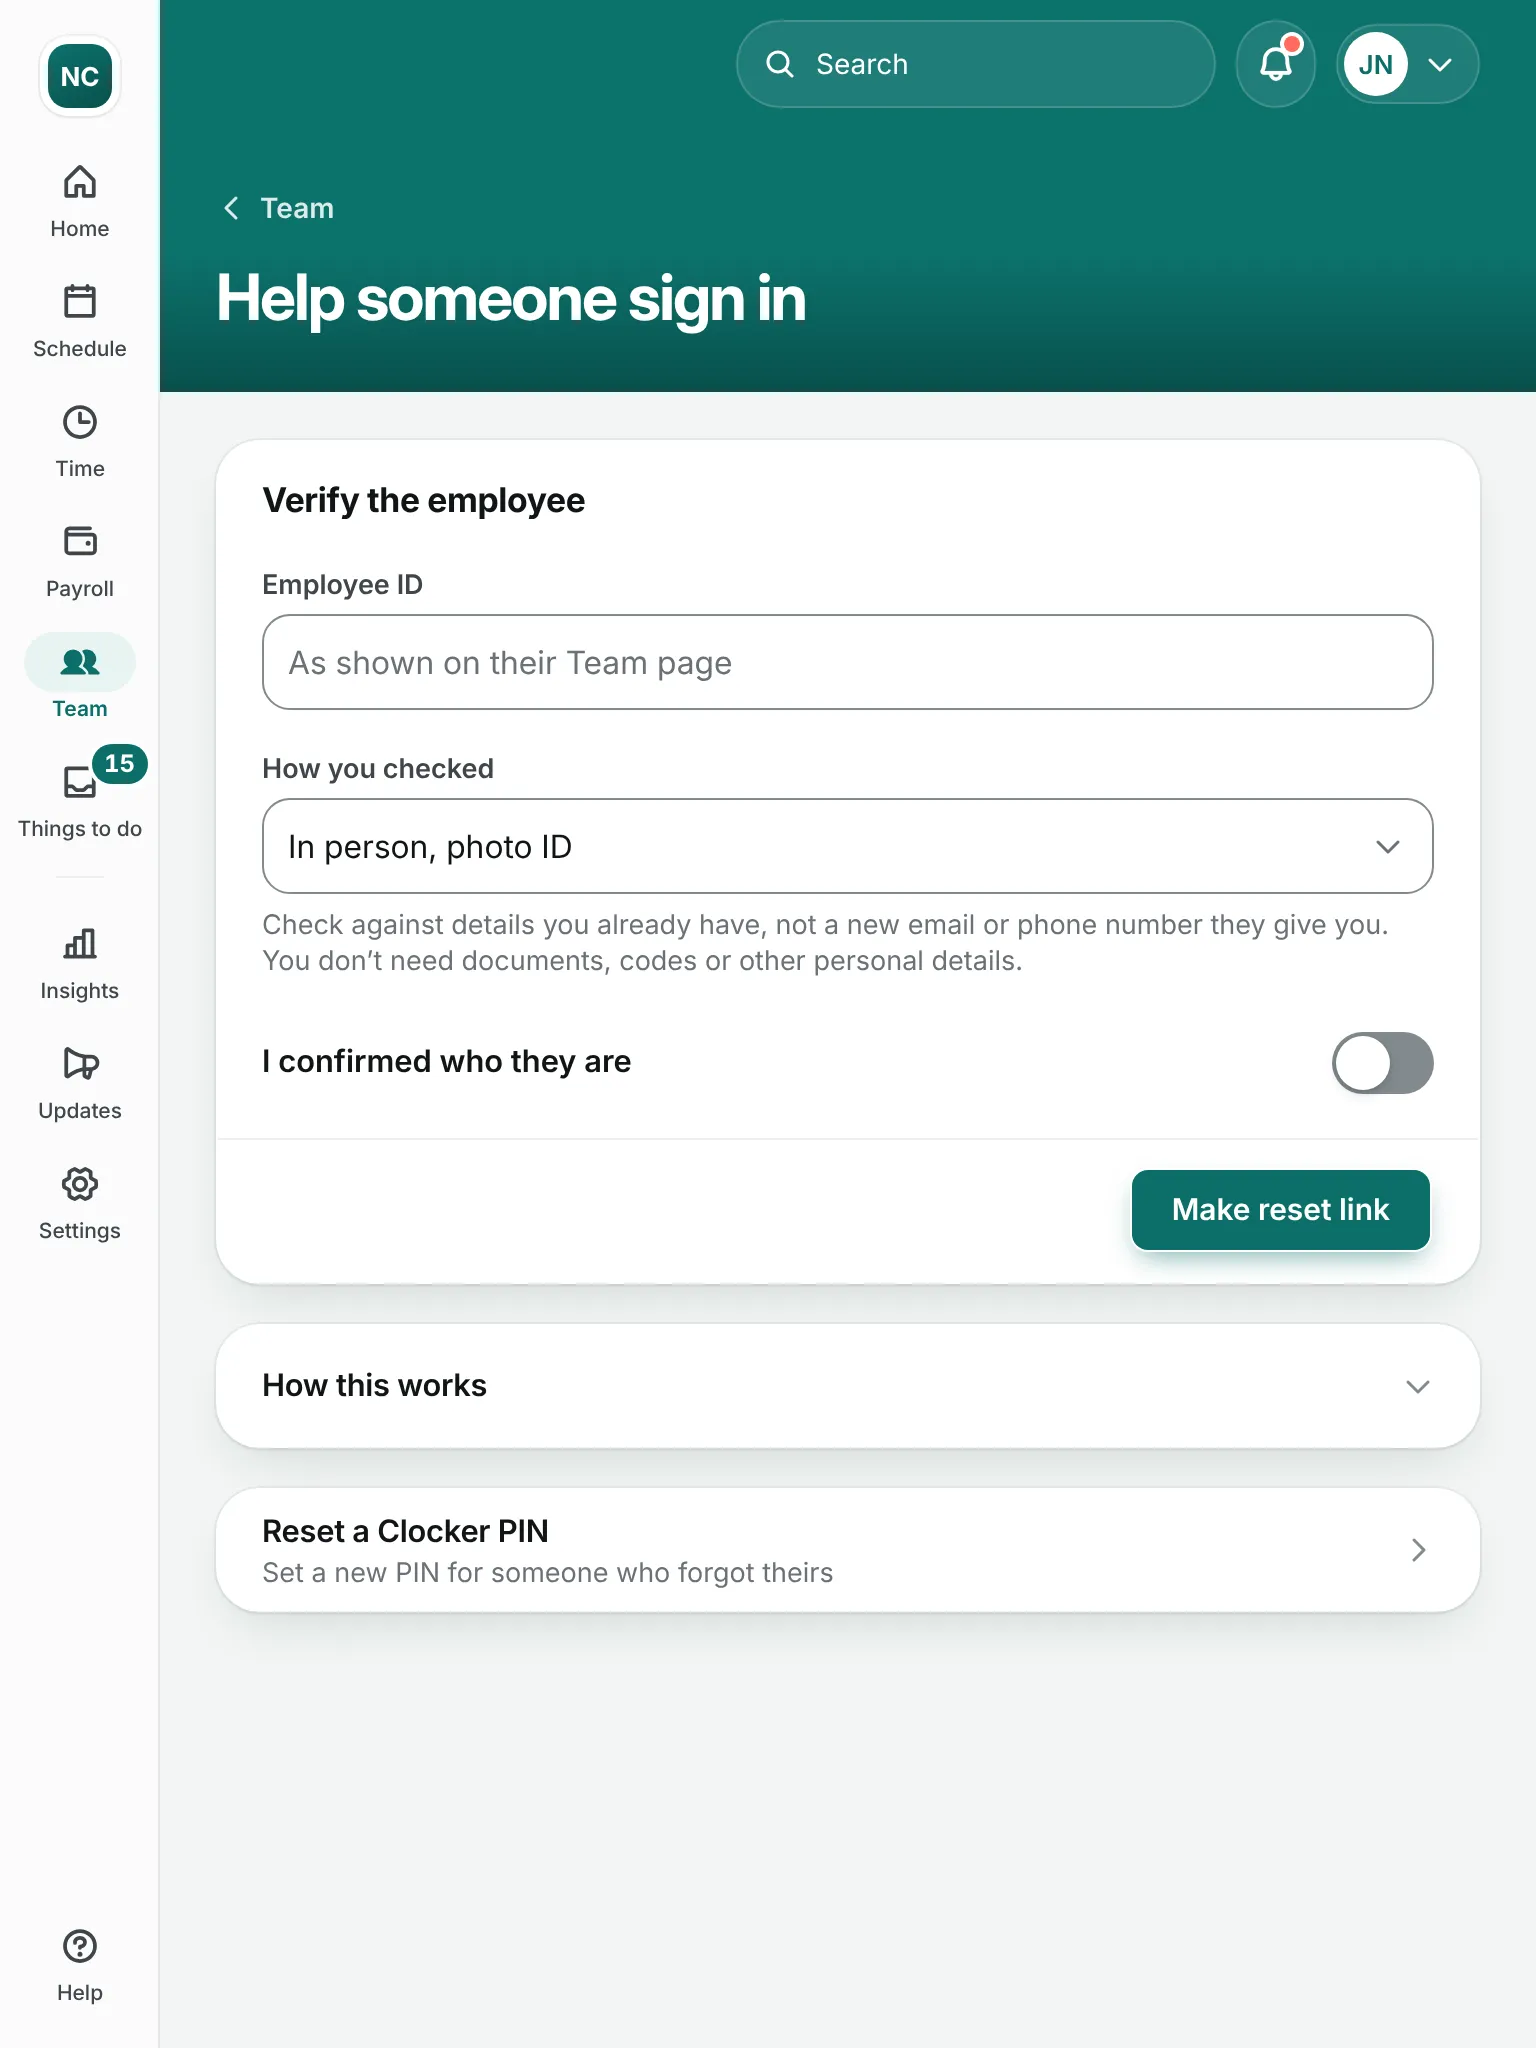 NC
Home
Schedule
Time
Payroll
Team
15
Things to do
Insights
Updates
Settings
Help
Search
JN
Team
Help someone sign in
Verify the employee
Employee ID
As shown on their Team page
How you checked
In person, photo ID
Check against details you already have, not a new email or phone number they give you.
You don’t need documents, codes or other personal details.
I confirmed who they are
Make reset link
How this works
Reset a Clocker PIN
Set a new PIN for someone who forgot theirs